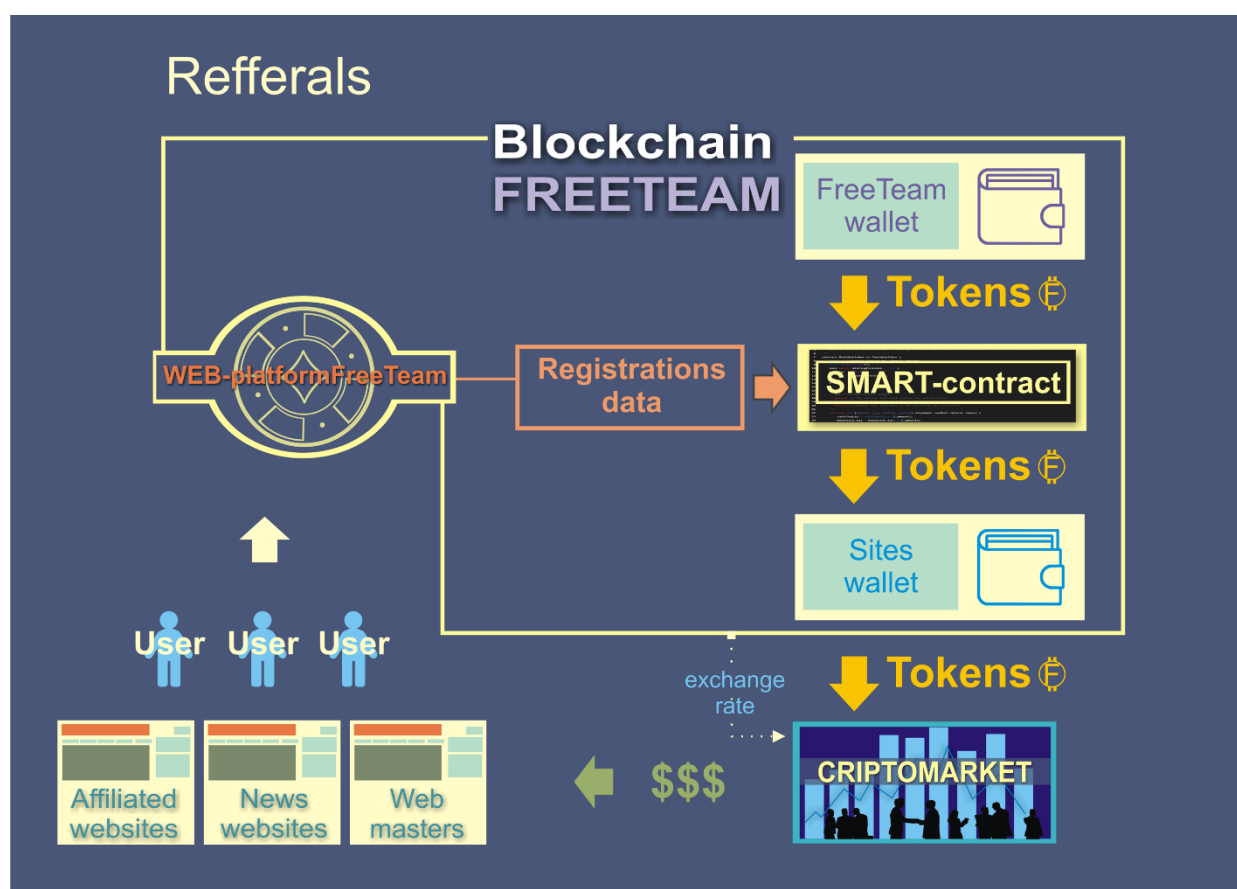 Refferals
Blockchain
FREETEAM
FreeTeam
wallet
Tokens
WEB-platformFreeTeam
Registrations
data
SMART-contract
Tokens
Sites
wallet
User User User
exchange
rate
Tokens
Affiliated
websites
News
websites
Web
masters
$$$
CRIPTOMARKET